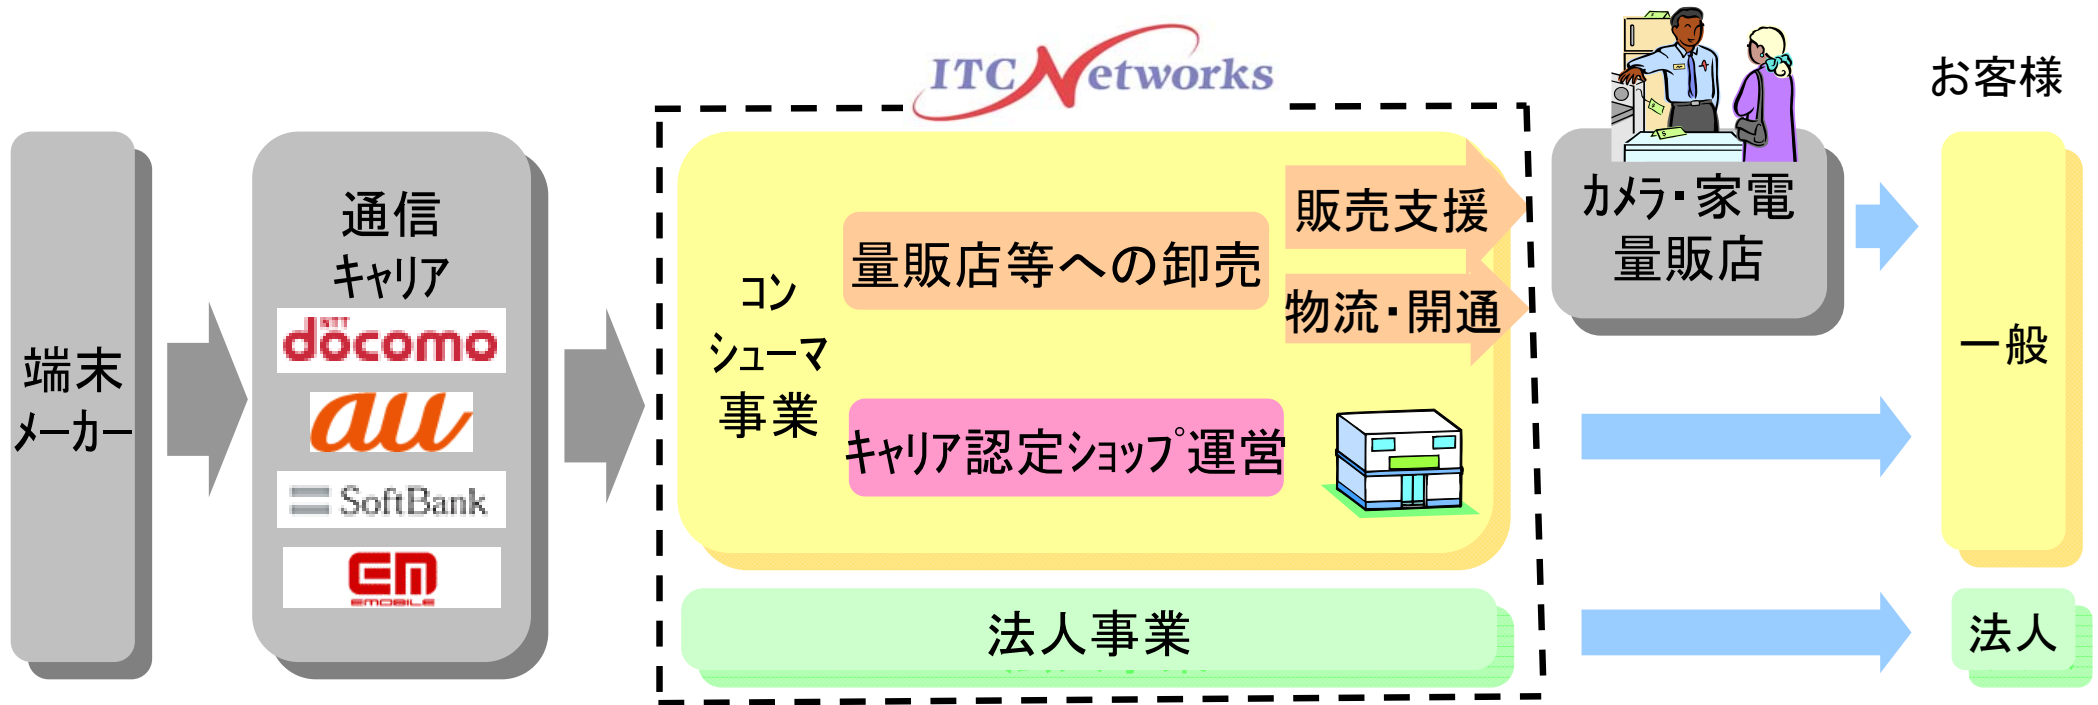 ITCNetworks
お客様
端末
メーカー
通信
キャリア
NTT
docomo
au
SoftBank
EM
EMOBILE
コン
シューマ
事業
量販店等への卸売
販売支援
物流・開通
キャリア認定ショップ運営
法人事業
カメラ・家電
量販店
一般
法人